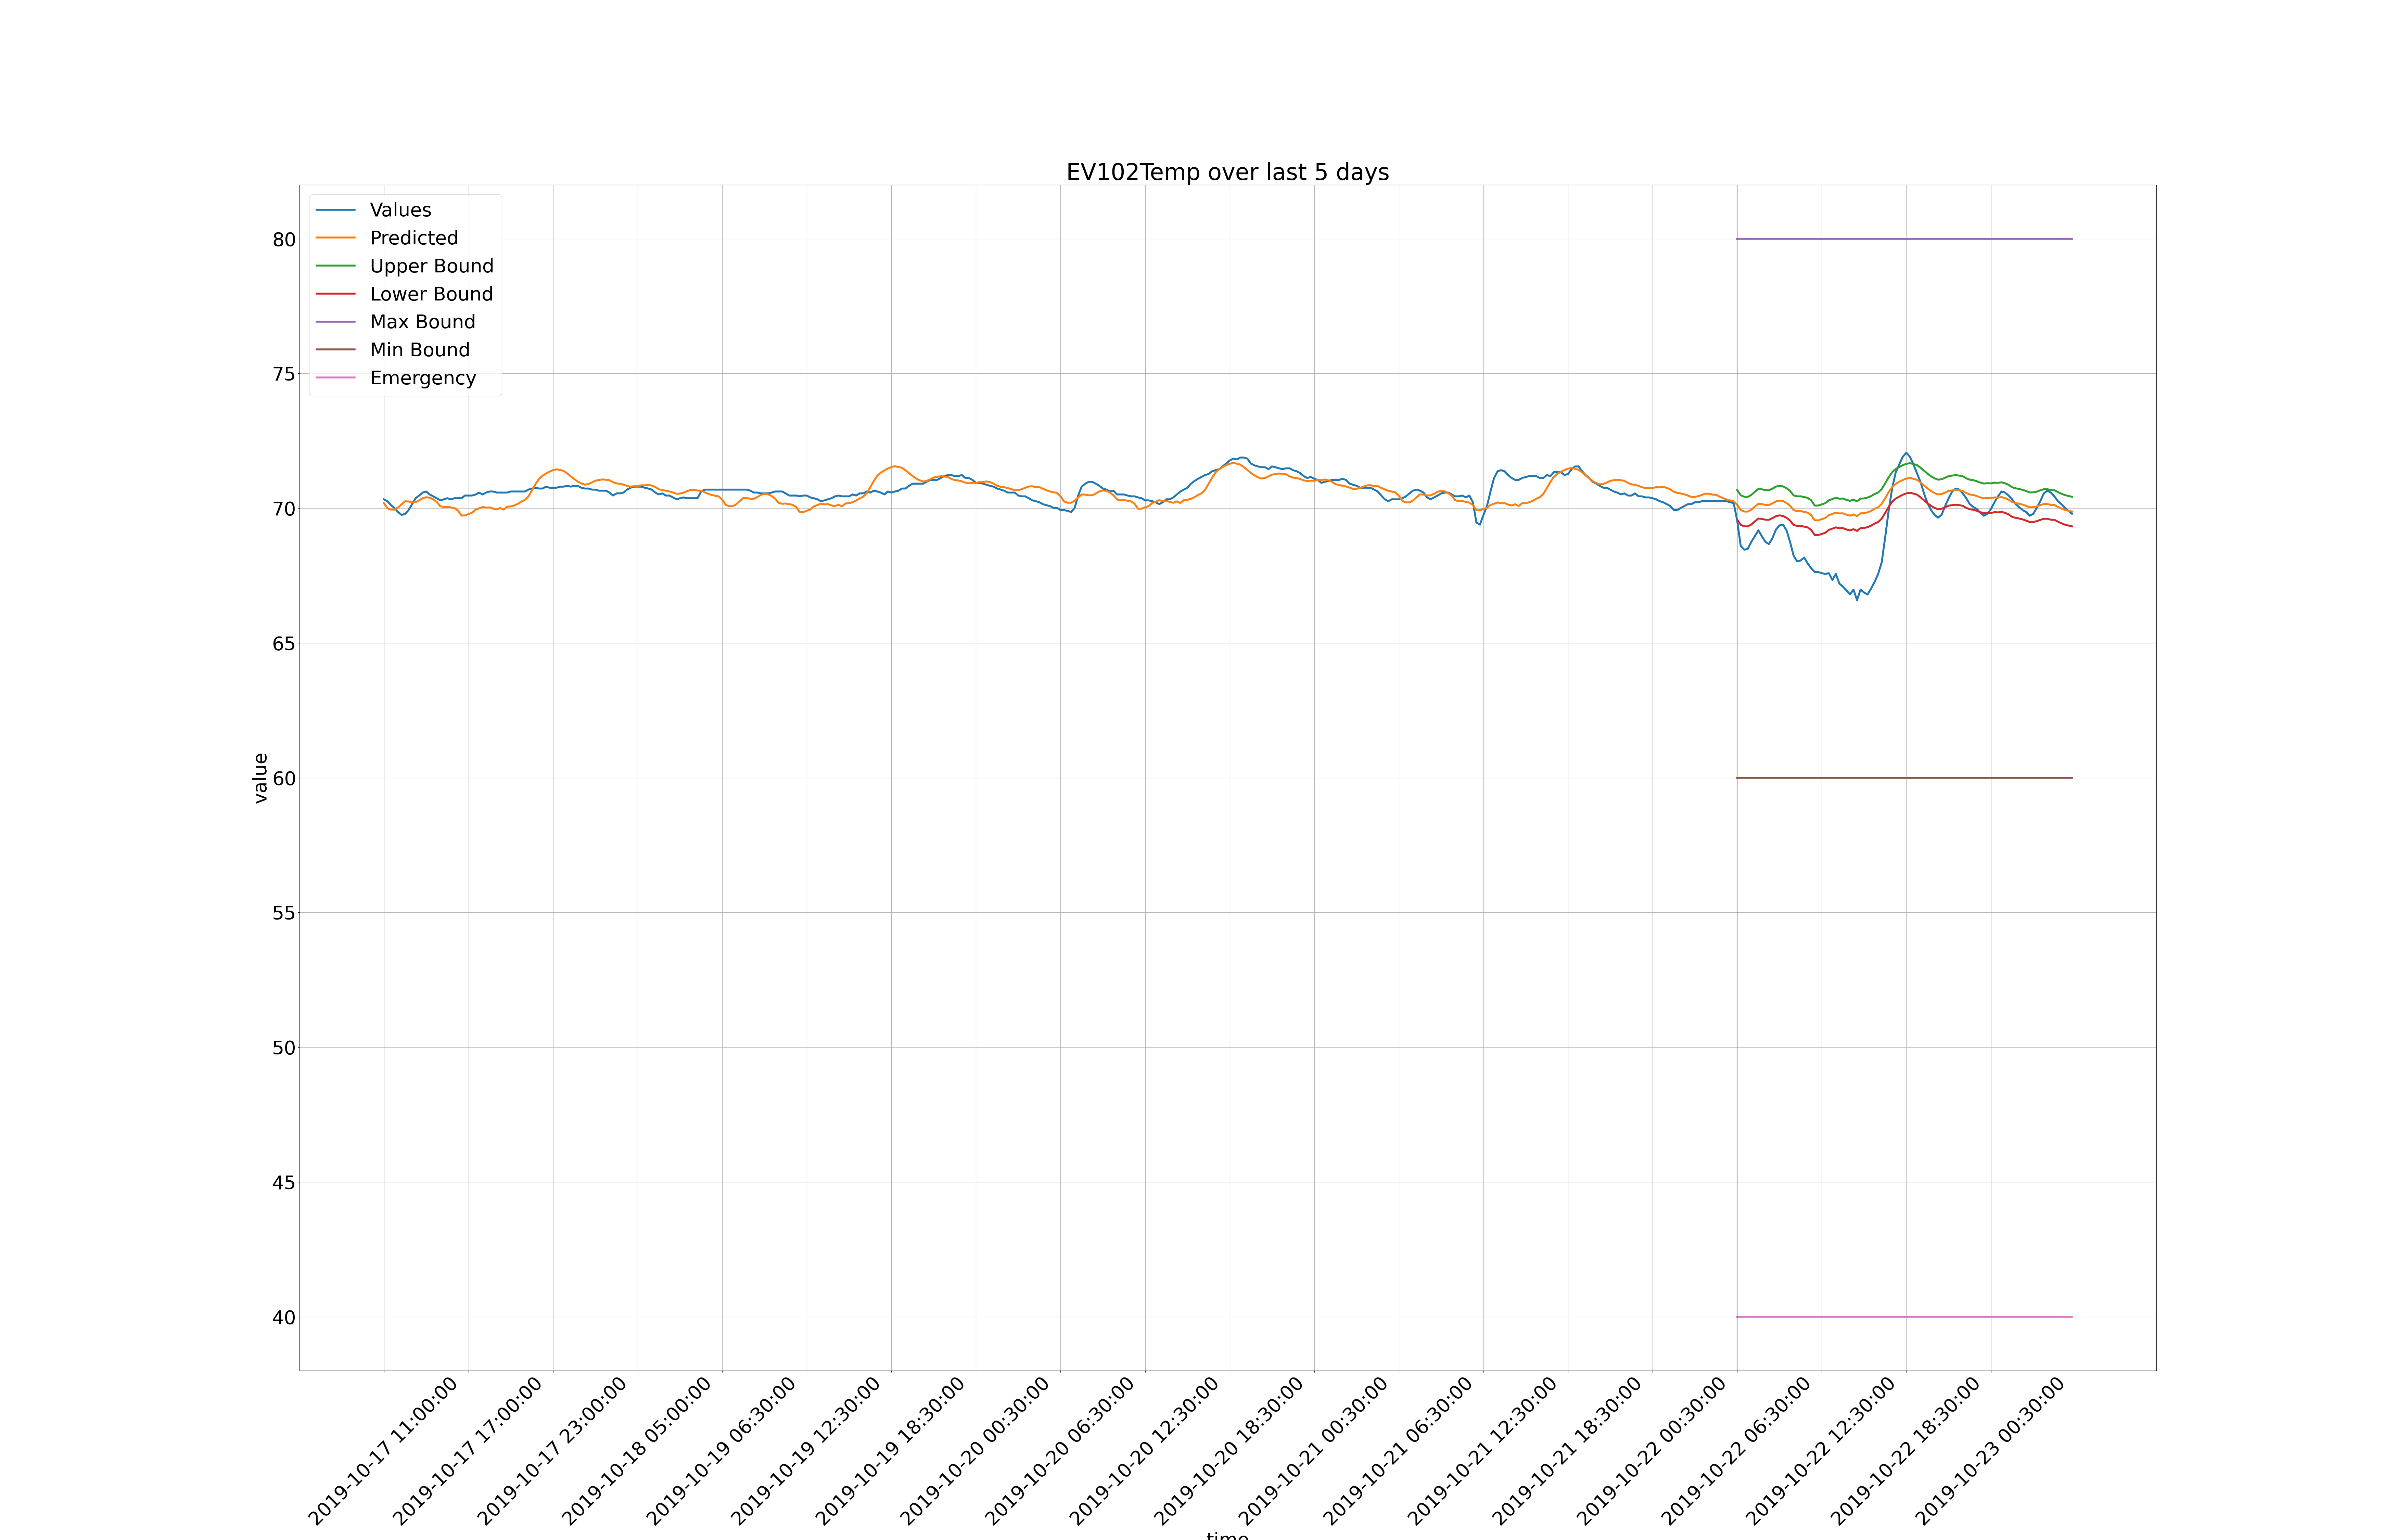 EV102Temp over last 5 days
Values
Predicted
Upper Bound
Lower Bound
Max Bound
Min Bound
Emergency
80
75
70
65
60
55
50
45
40
value
2019-10-17 11:00:00
2019-10-17 17:00:00
2019-10-17 23:00:00
2019-10-18 05:00:00
2019-10-19 06:30:00
2019-10-19 12:30:00
2019-10-19 18:30:00
2019-10-20 00:30:00
2019-10-20 06:30:00
2019-10-20 12:30:00
2019-10-20 18:30:00
2019-10-21 00:30:00
2019-10-21 06:30:00
2019-10-21 12:30:00
2019-10-21 18:30:00
2019-10-22 00:30:00
2019-10-22 06:30:00
2019-10-22 12:30:00
2019-10-22 18:30:00
2019-10-23 00:30:00
time